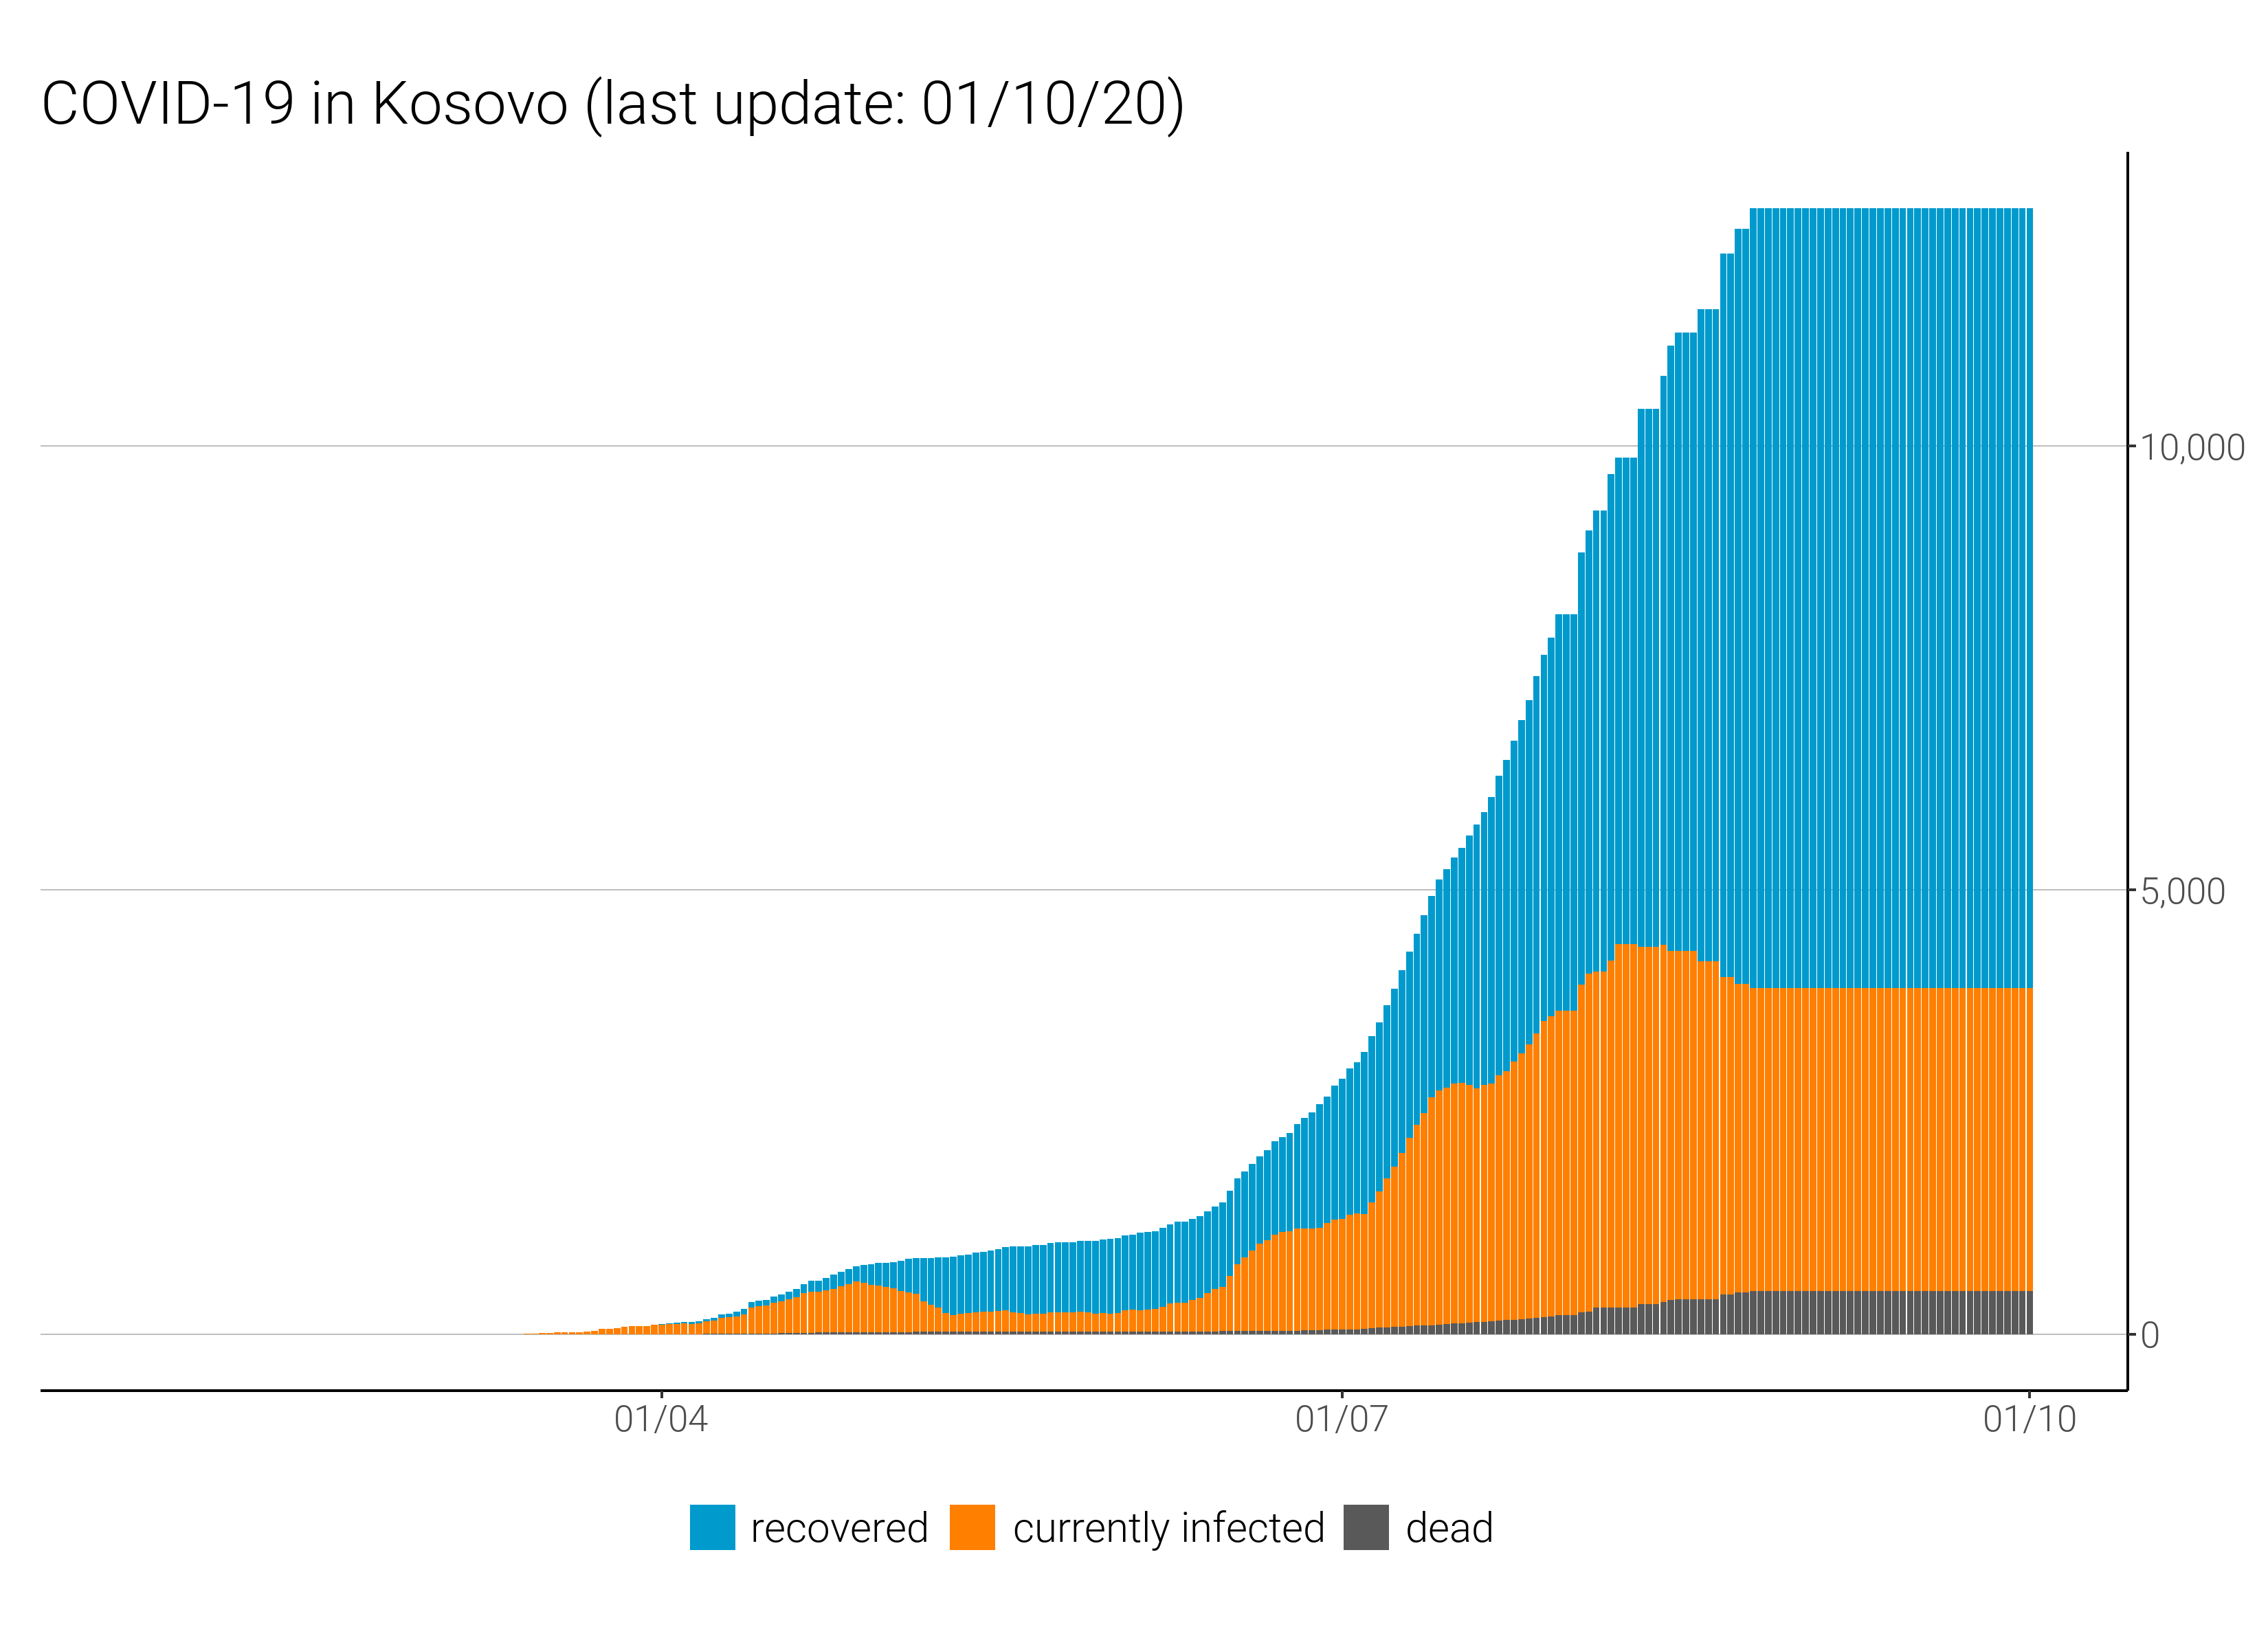 COVID-19 in Kosovo (last update: 01/10/20)
10,000
5,000
0
01/04 01/07 01/10
recovered currently infected dead